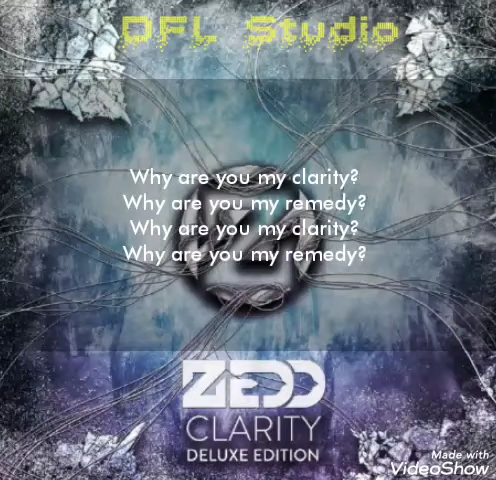 DFL Studio
Why are you my clarity?
Why are you my remedy?
Why are you my clarity?
Why are you my remedy?
ZEDD
CLARITY
DELUXE EDITION
Made with
VideoShow